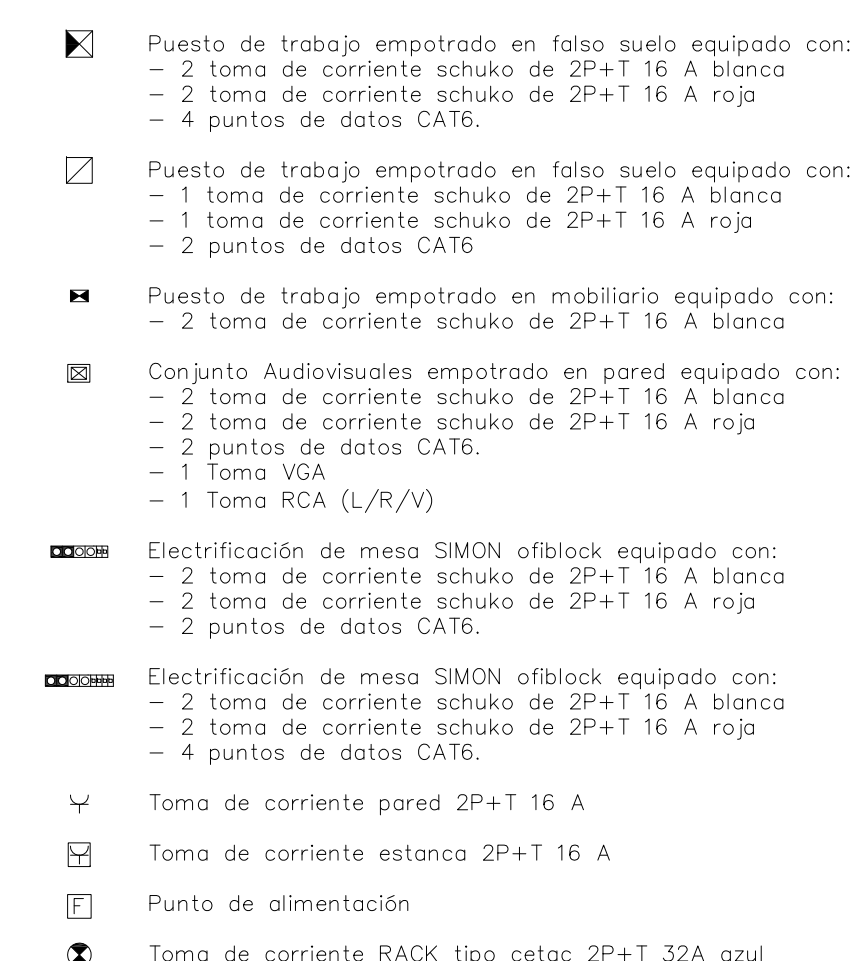 Puesto de trabajo empotrado en falso suelo equipado con:
– 2 toma de corriente schuko de 2P+T 16 A blanca
– 2 toma de corriente schuko de 2P+T 16 A roja
– 4 puntos de datos CAT6.
Puesto de trabajo empotrado en falso suelo equipado con:
– 1 toma de corriente schuko de 2P+T 16 A blanca
– 1 toma de corriente schuko de 2P+T 16 A roja
– 2 puntos de datos CAT6
Puesto de trabajo empotrado en mobiliario equipado con:
– 2 toma de corriente schuko de 2P+T 16 A blanca
Conjunto Audiovisuales empotrado en pared equipado con:
– 2 toma de corriente schuko de 2P+T 16 A blanca
– 2 toma de corriente schuko de 2P+T 16 A roja
– 2 puntos de datos CAT6.
– 1 Toma VGA
– 1 Toma RCA (L/R/V)
Electrificación de mesa SIMON ofiblock equipado con:
– 2 toma de corriente schuko de 2P+T 16 A blanca
– 2 toma de corriente schuko de 2P+T 16 A roja
– 2 puntos de datos CAT6.
Electrificación de mesa SIMON ofiblock equipado con:
– 2 toma de corriente schuko de 2P+T 16 A blanca
– 2 toma de corriente schuko de 2P+T 16 A roja
– 4 puntos de datos CAT6.
Toma de corriente pared 2P+T 16 A
Toma de corriente estanca 2P+T 16 A
F Punto de alimentación
Toma de corriente RACK tipo cetac 2P+T 32A azul